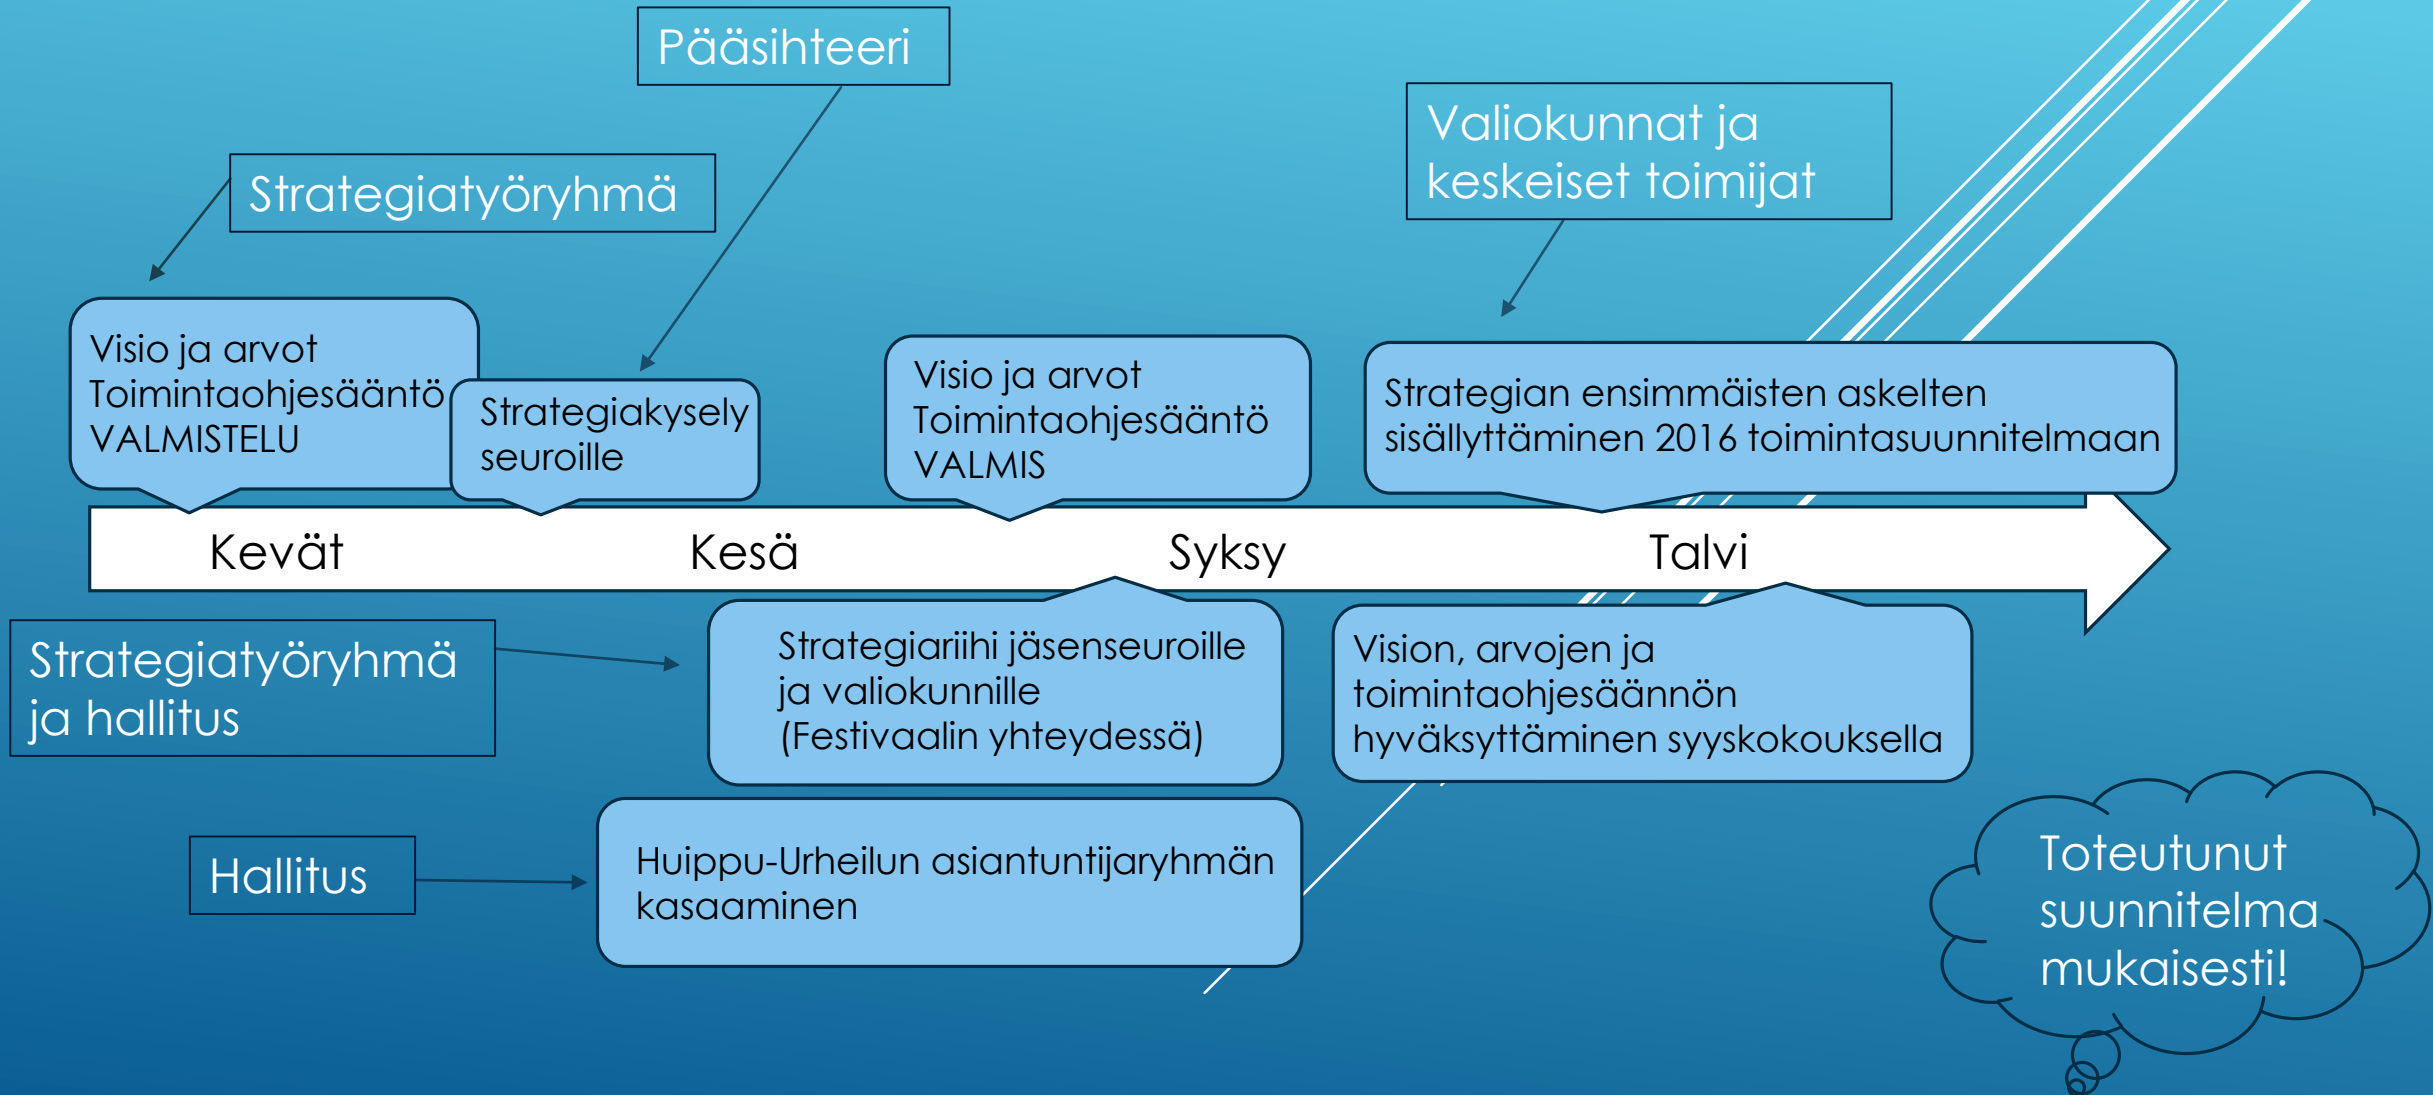 Pääsihteeri
Valiokunnat ja
keskeiset toimijat
Strategiatyöryhmä
Visio ja arvot
Toimintaohjesääntö
VALMISTELU
Strategiakysely
seuroille
Visio ja arvot
Toimintaohjesääntö
VALMIS
Strategian ensimmäisten askelten
sisällyttäminen 2016 toimintasuunnitelmaan
Kevät
Kesä
Syksy
Talvi
Strategiatyöryhmä
ja hallitus
Strategiariihi jäsenseuroille
ja valiokunnille
(Festivaalin yhteydessä)
Vision, arvojen ja
toimintaohjesäännön
hyväksyttäminen syyskokouksella
Hallitus
Huippu-Urheilun asiantuntijaryhmän
kasaaminen
Toteutunut
suunnitelma
mukaisesti!